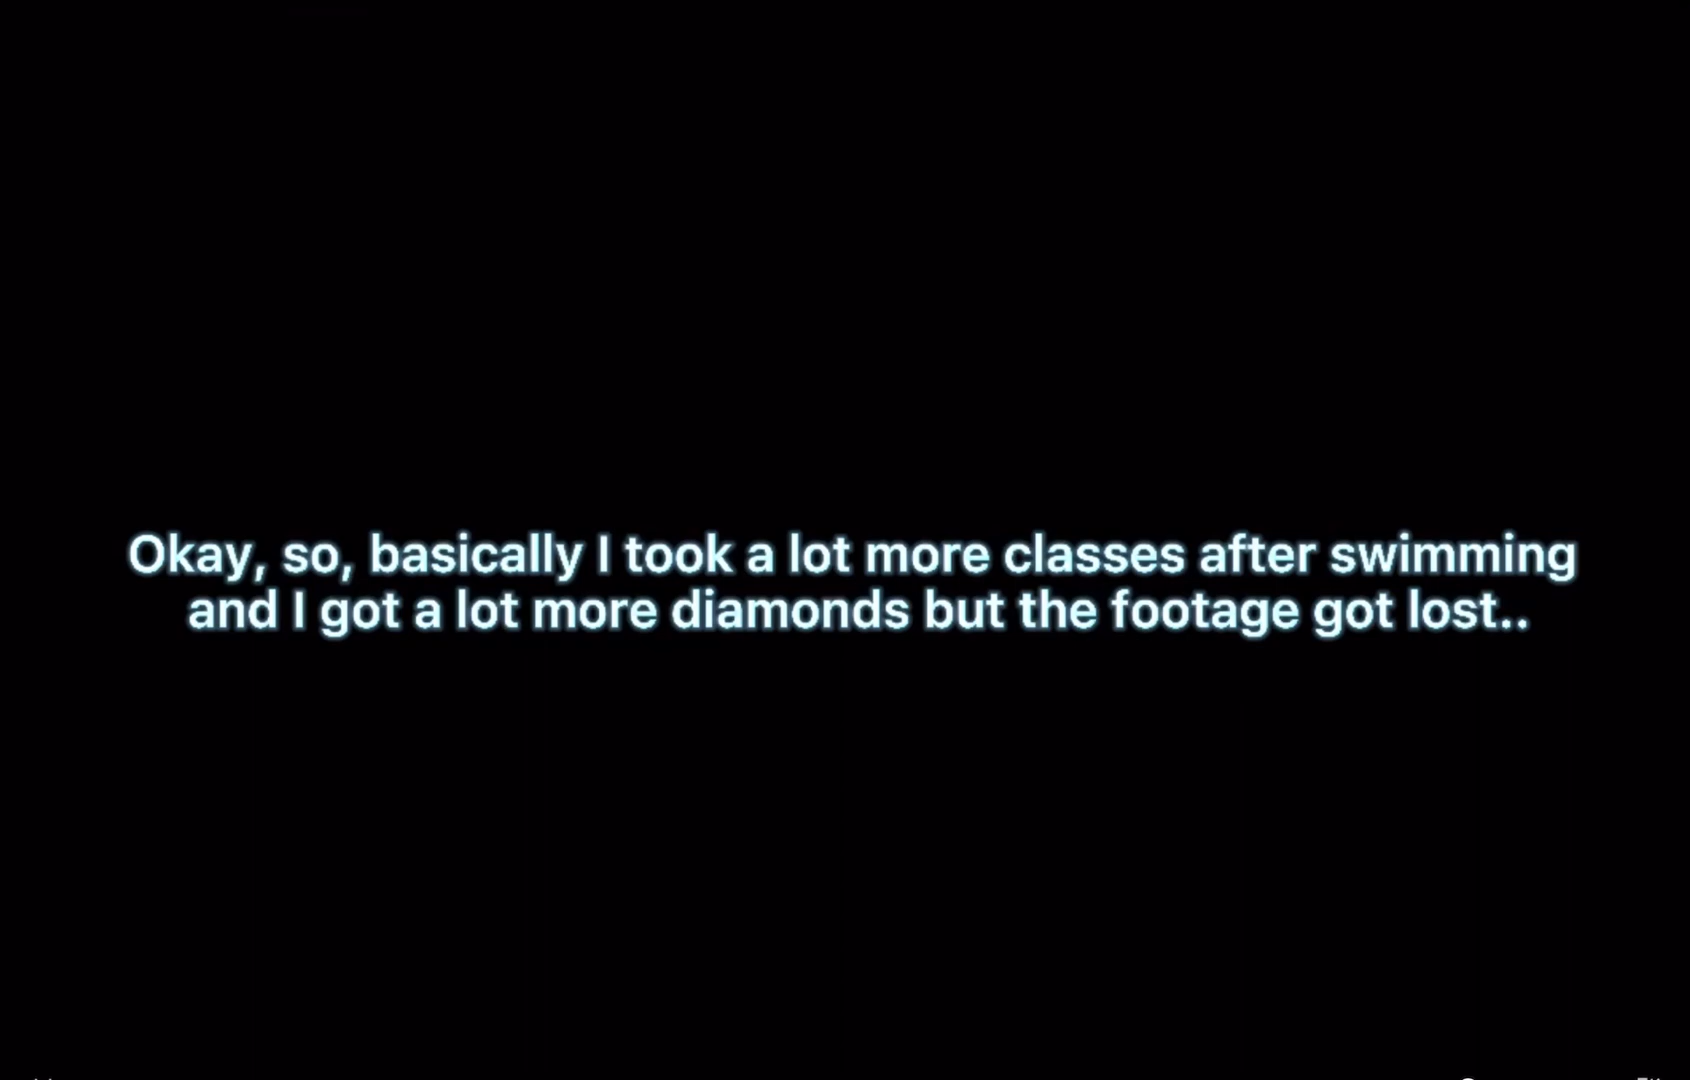 Okay, so, basically I took a lot more classes after swimming
and I got a lot more diamonds but the footage got lost..